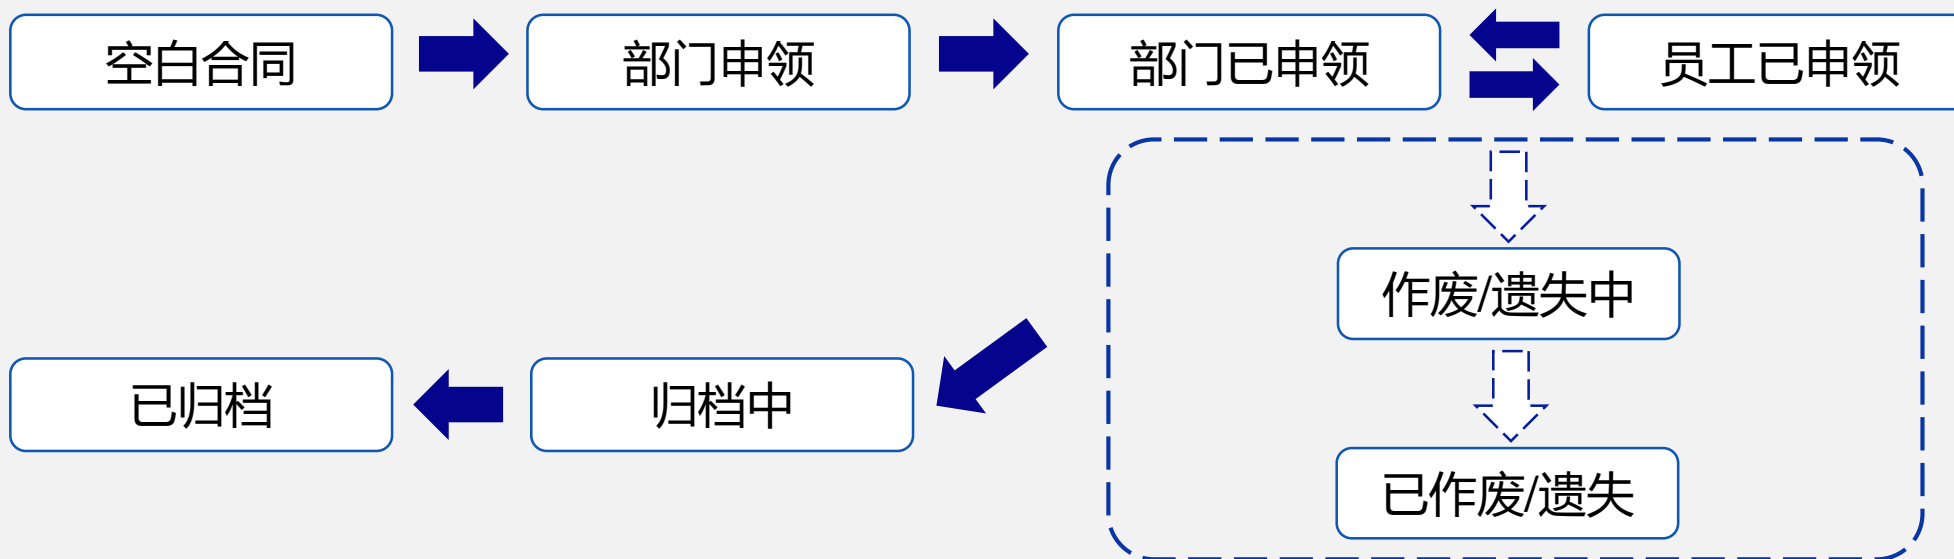 空白合同
部门申领
部门已申领
员工已申领
作废/遗失中
已归档
归档中
已作废/遗失